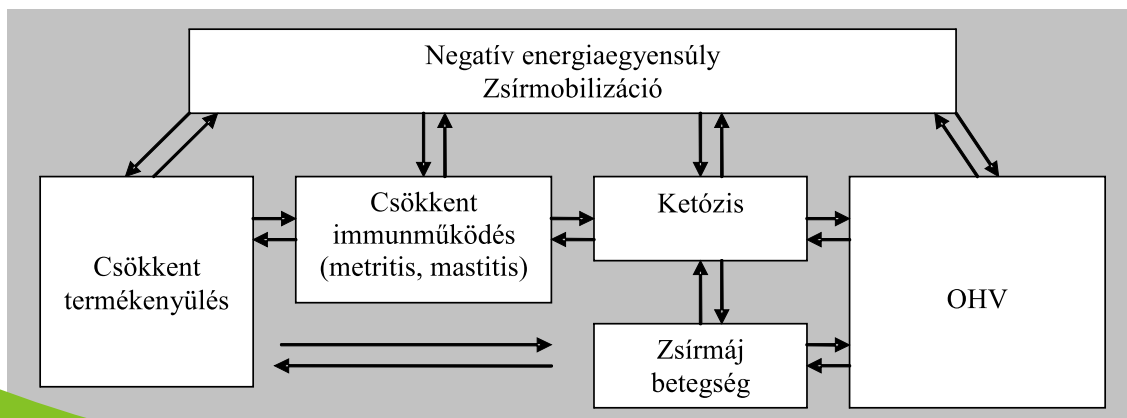 Negatív energiaegyensúly
Zsírmobilizáció
Csökkent
termékenyülés
Csökkent
immunműködés
(metritis, mastitis)
Ketózis
Zsírmáj
betegség
OHV